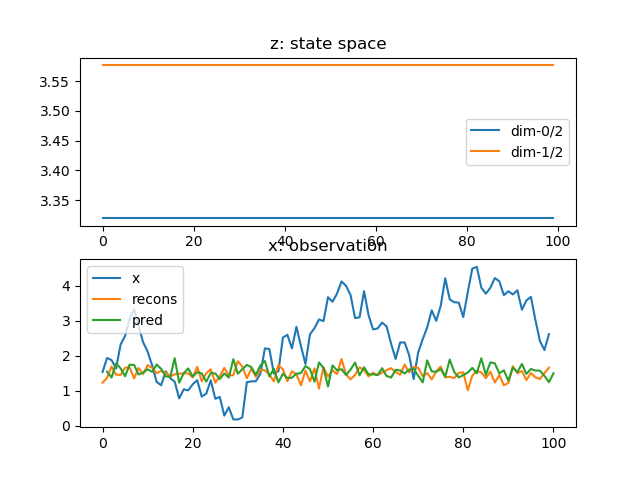 z: state space
3.55
3.50
3.45
3.40
3.35
dim-0/2
dim-1/2
0 20 40 60 80 100
x: observation
4
3
2
1
0
x
recons
pred
0 20 40 60 80 100